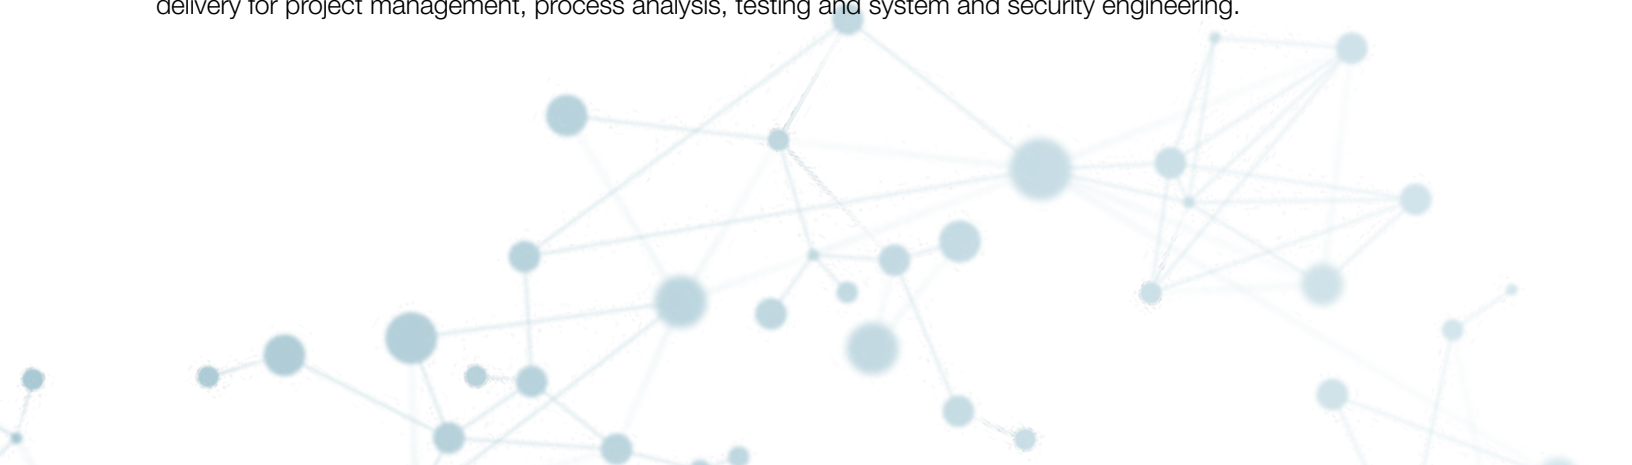 delivery for project management, process analysis, testing and system and security engineering.